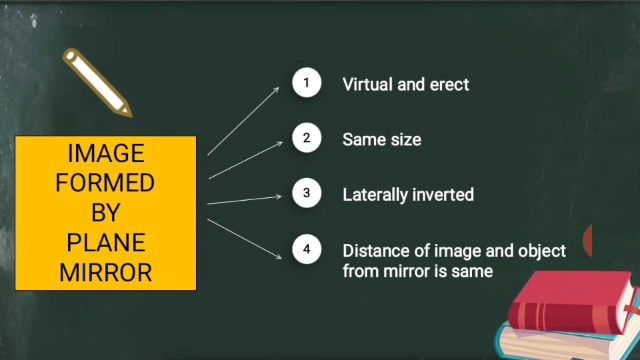 IMAGE
FORMED
BY
PLANE
MIRROR
1
Virtual and erect
2
Same size
3
Laterally inverted
4
Distance of image and object
from mirror is same